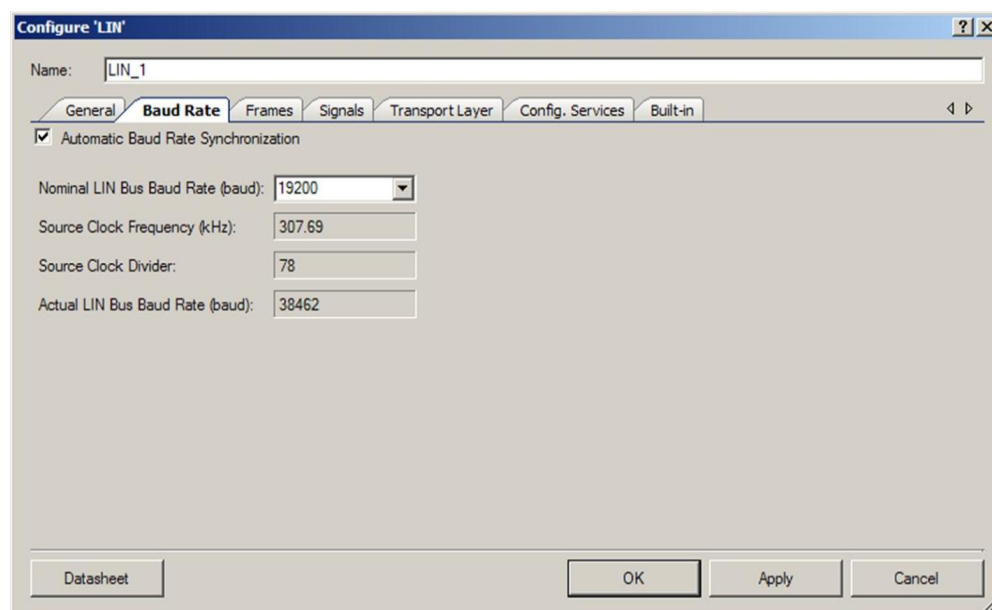 Configure 'LIN'
Name: LIN_1
General Baud Rate Frames Signals Transport Layer Config. Services Built-in
Automatic Baud Rate Synchronization
Nominal LIN Bus Baud Rate (baud): 19200
Source Clock Frequency (kHz): 307.69
Source Clock Divider: 78
Actual LIN Bus Baud Rate (baud): 38462
Datasheet OK Apply Cancel